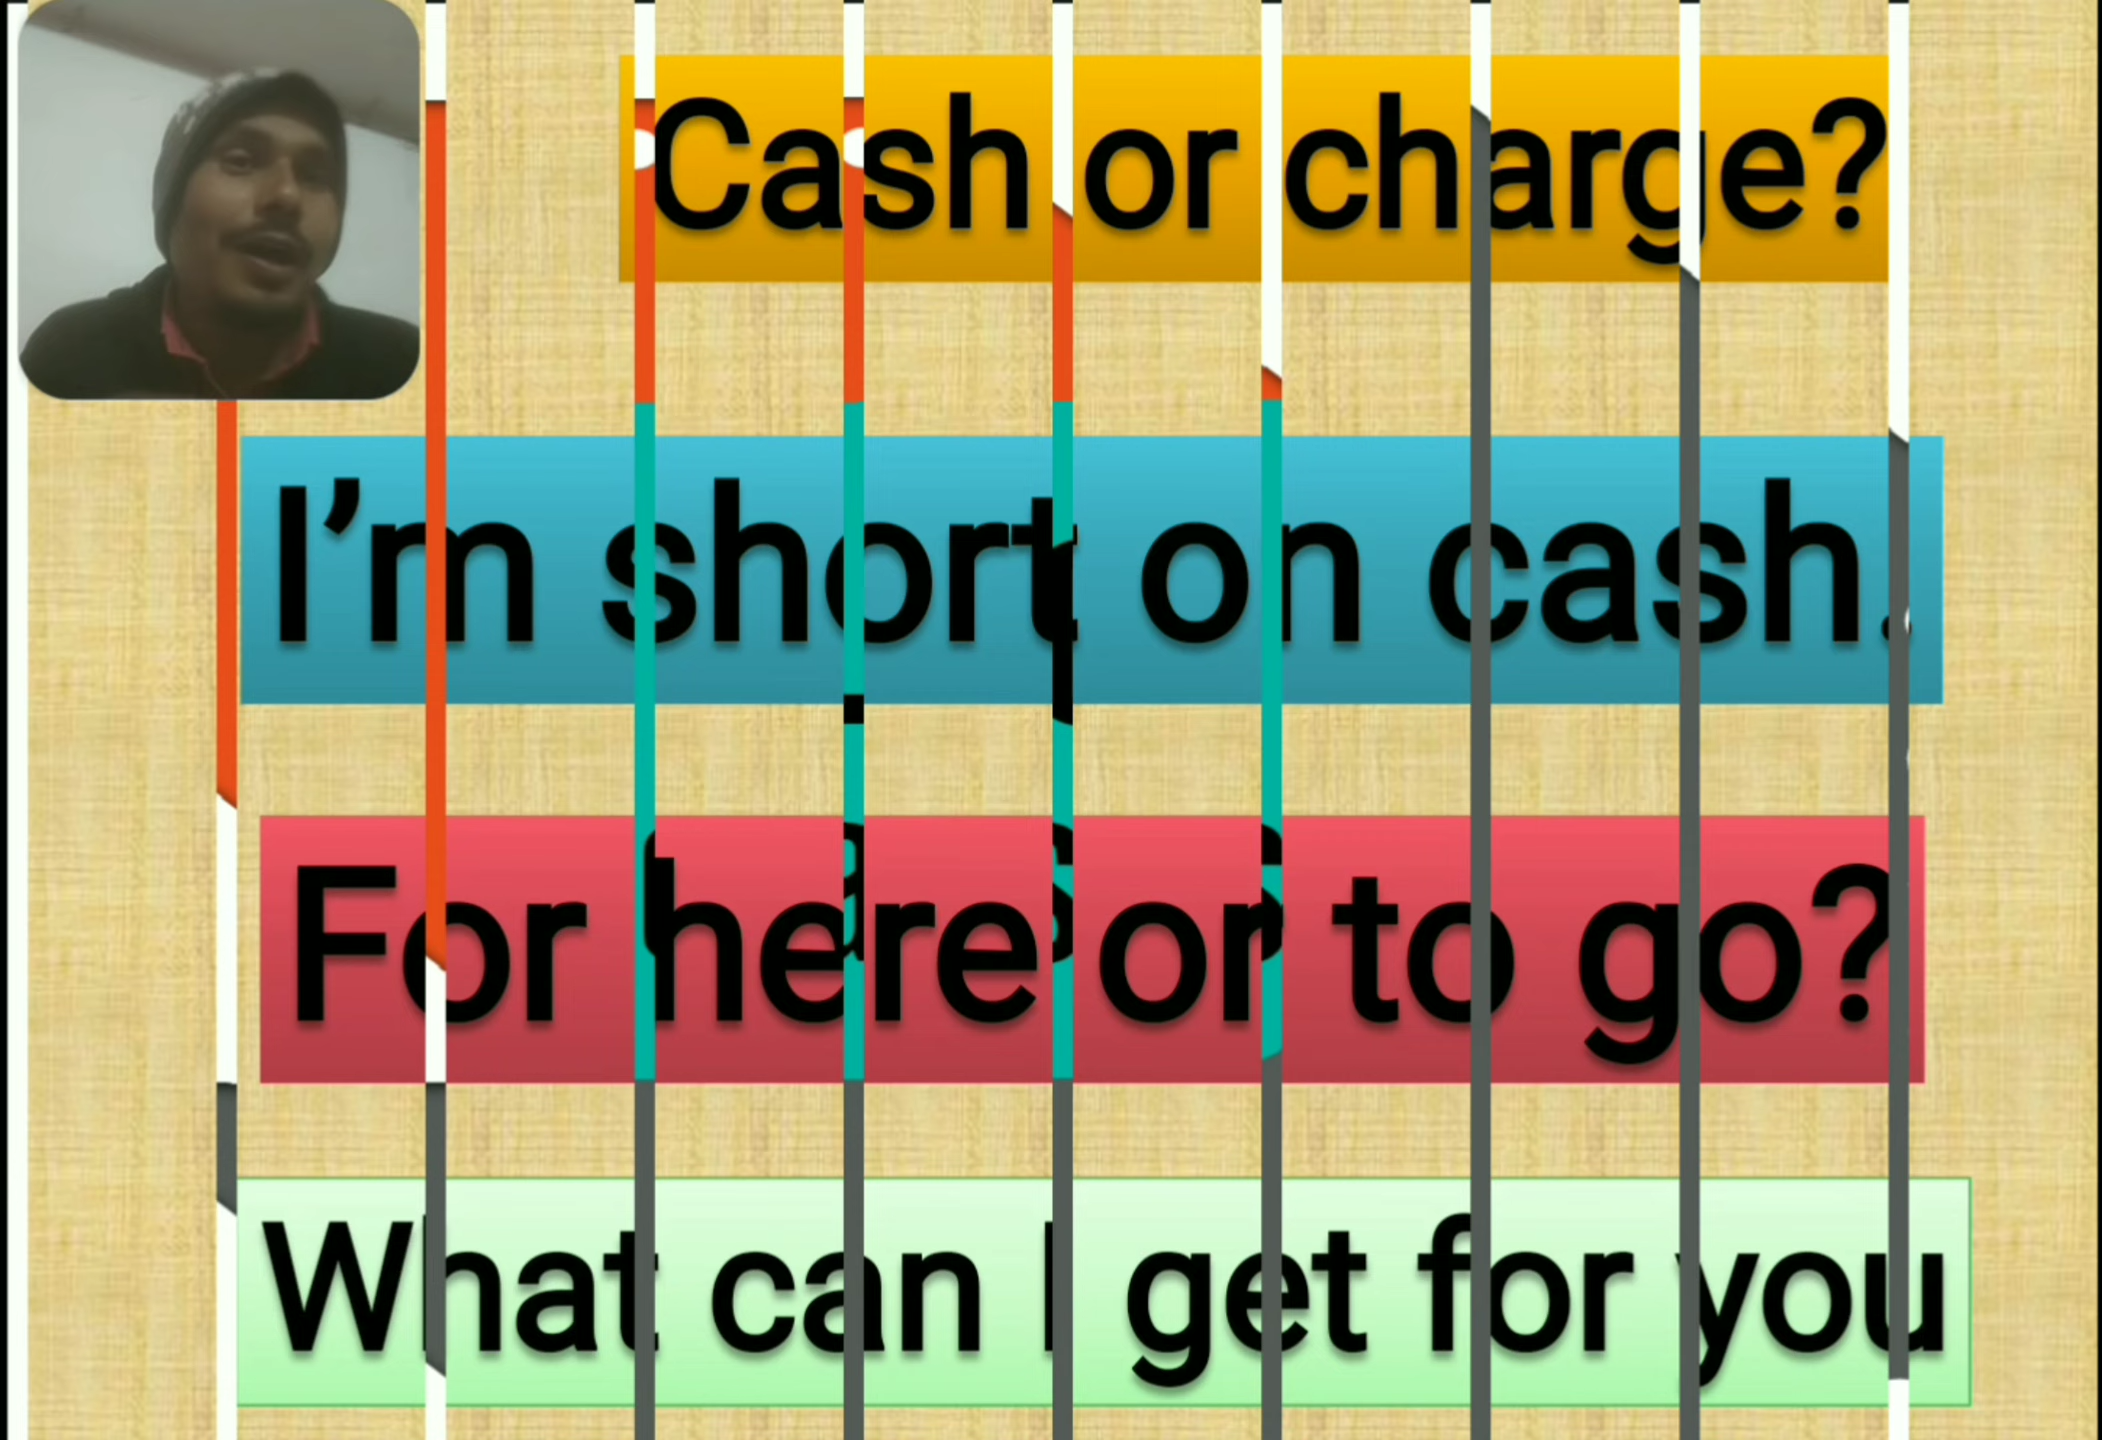 Cash or charge?
I’m short on cash.
For here or to go?
What can I get for you